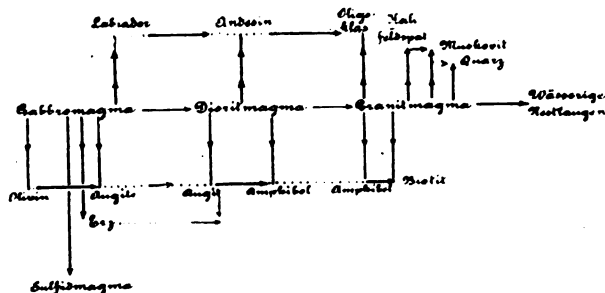 Labrador
Andesin
Oligo-
klas
Kali
feldspat
Muskovit
Quarz
Gabbromagma
Dioritmagma
Granitmagma
Wässerige
Restlaugen
Olivin
Augite
Augit
Amphibol
Amphibol
Biotit
Erz
Sulfidmagma